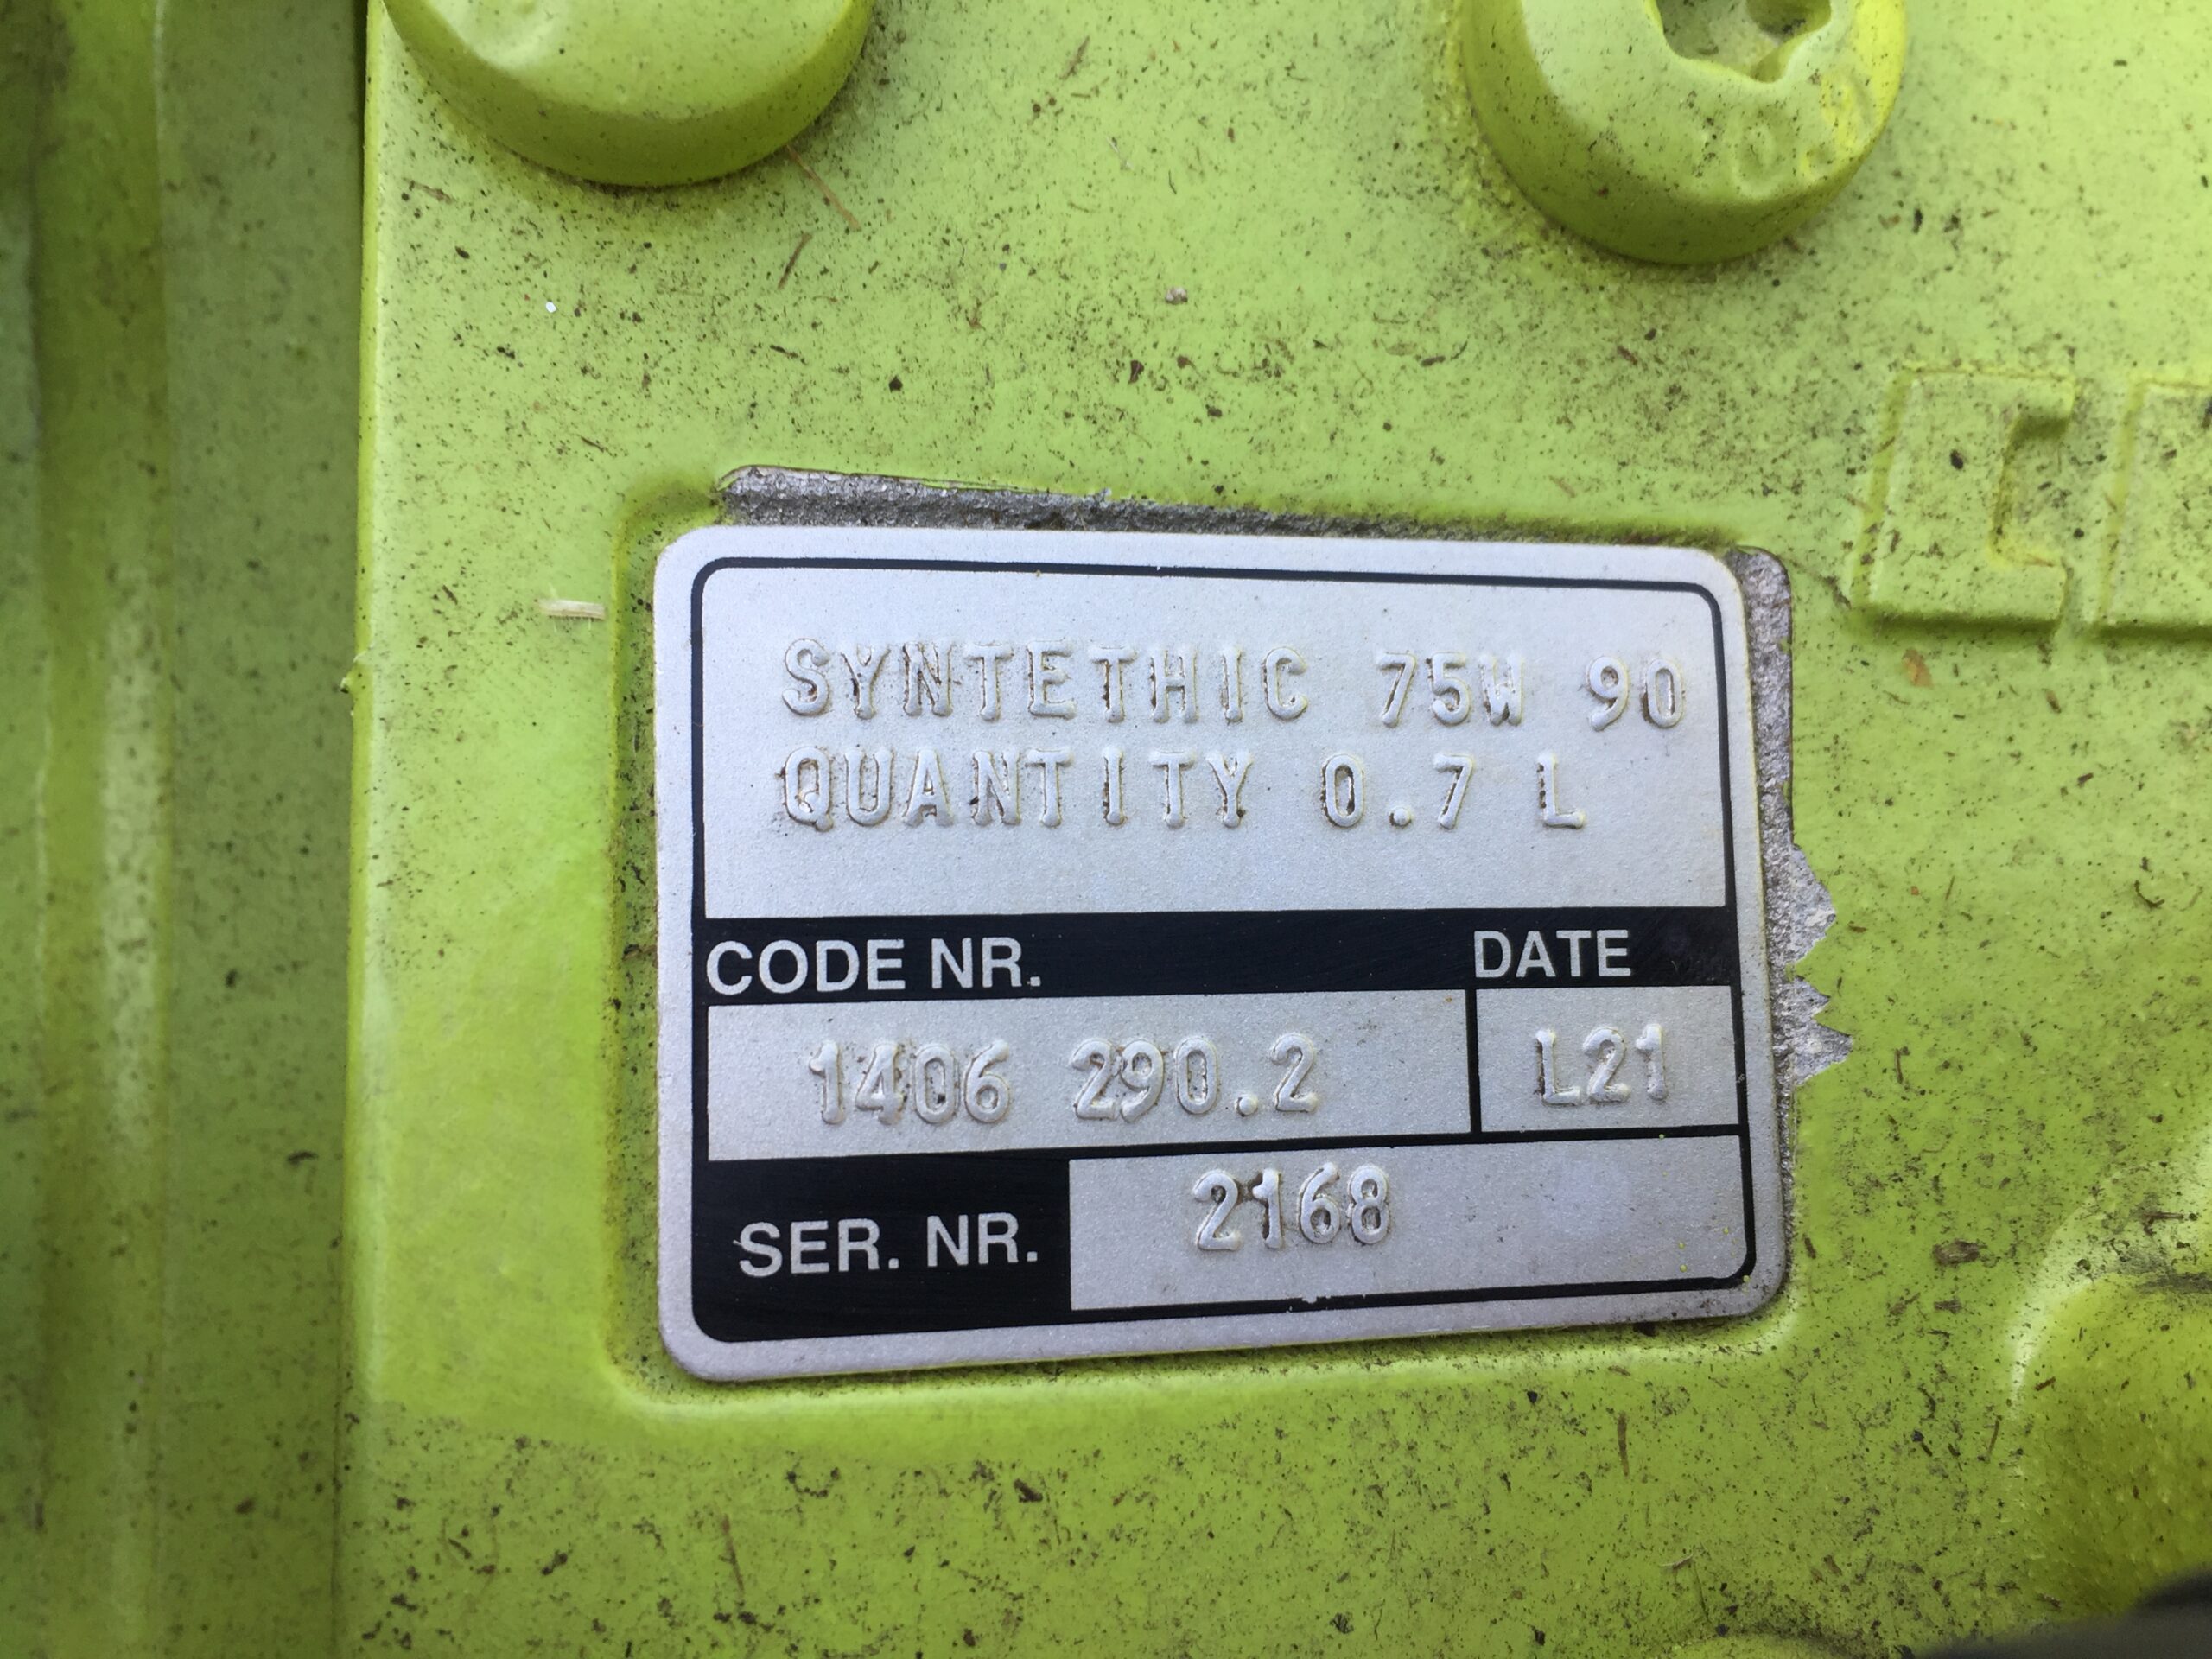 SYNTETHIC 75W 90
QUANTITY 0.7 L
CODE NR. DATE
1406 290.2 L21
SER. NR. 2168